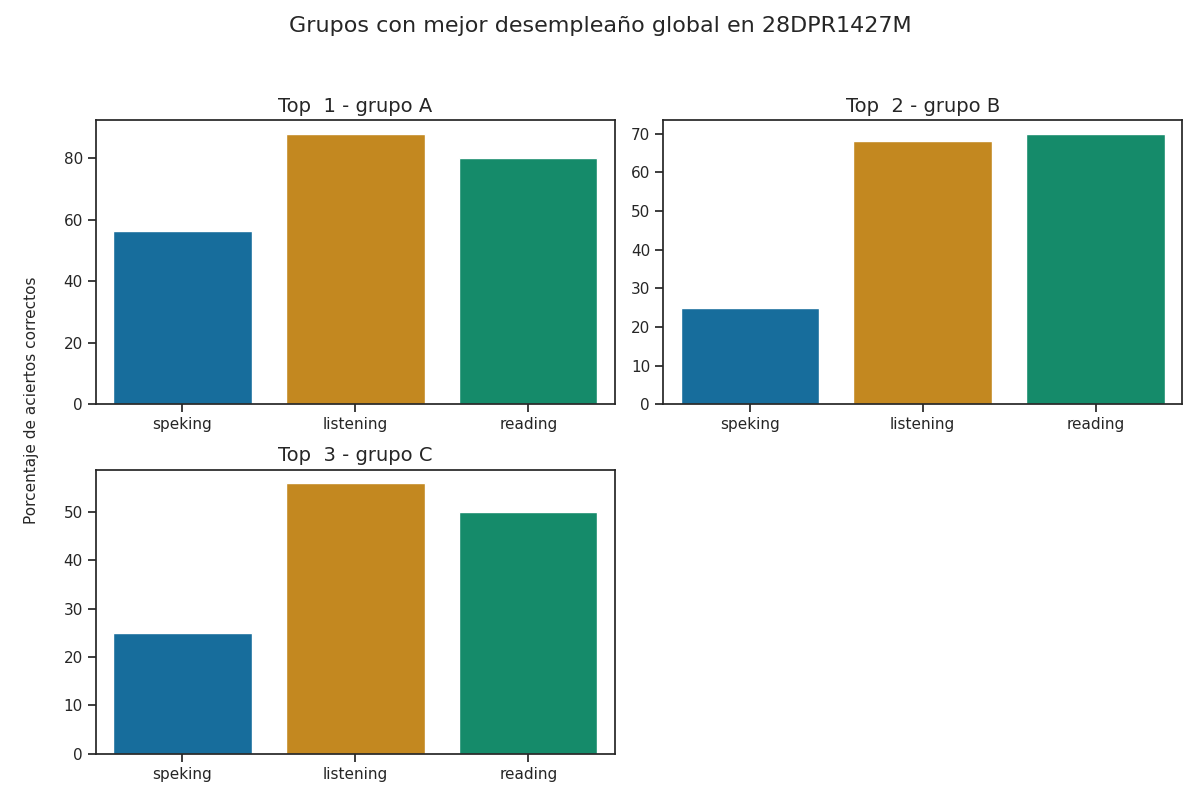 Grupos con mejor desempleaño global en 28DPR1427M
Porcentaje de aciertos correctos
Top  1 - grupo A
80
60
40
20
0
speking listening reading
Top  2 - grupo B
70
60
50
40
30
20
10
0
speking listening reading
Top  3 - grupo C
50
40
30
20
10
0
speking listening reading